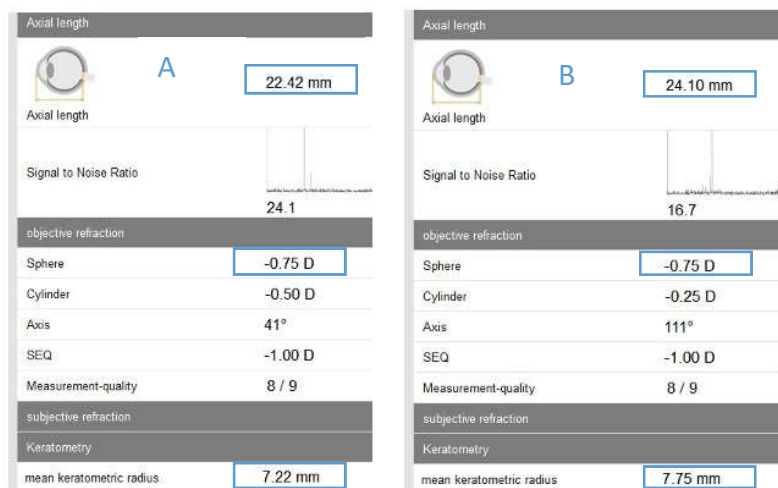 Axial length
A
22.42 mm
Axial length
Signal to Noise Ratio
24.1
objective refraction
Sphere -0.75 D
Cylinder -0.50 D
Axis 41°
SEQ -1.00 D
Measurement-quality 8 / 9
subjective refraction
Keratometry
mean keratometric radius 7.22 mm
Axial length
B
24.10 mm
Axial length
Signal to Noise Ratio
16.7
objective refraction
Sphere -0.75 D
Cylinder -0.25 D
Axis 111°
SEQ -1.00 D
Measurement-quality 8 / 9
subjective refraction
Keratometry
mean keratometric radius 7.75 mm